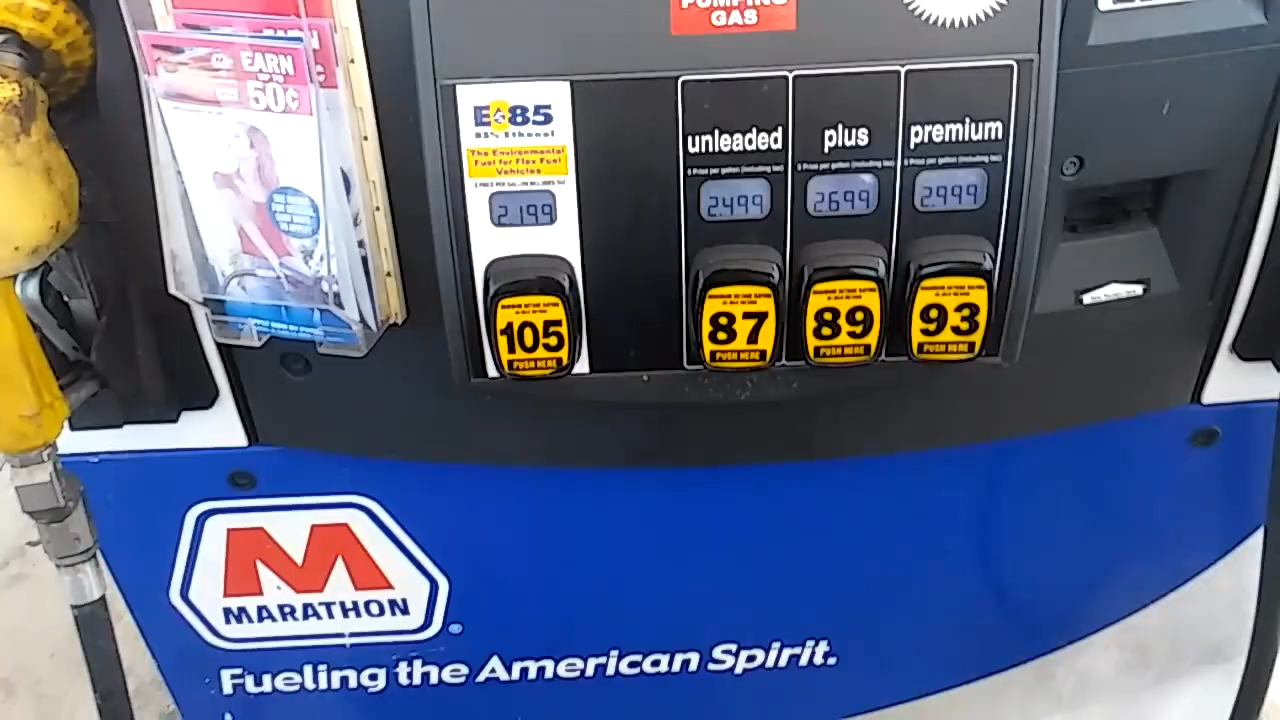 PUMPING
GAS
EARN
UP TO
50¢
E85
85% Ethanol
The Environmental
Fuel for Flex Fuel
Vehicles
2.199
105
PUSH HERE
unleaded
2.499
87
PUSH HERE
plus
2.699
89
PUSH HERE
premium
2.999
93
PUSH HERE
M
MARATHON
®
Fueling the American Spirit.